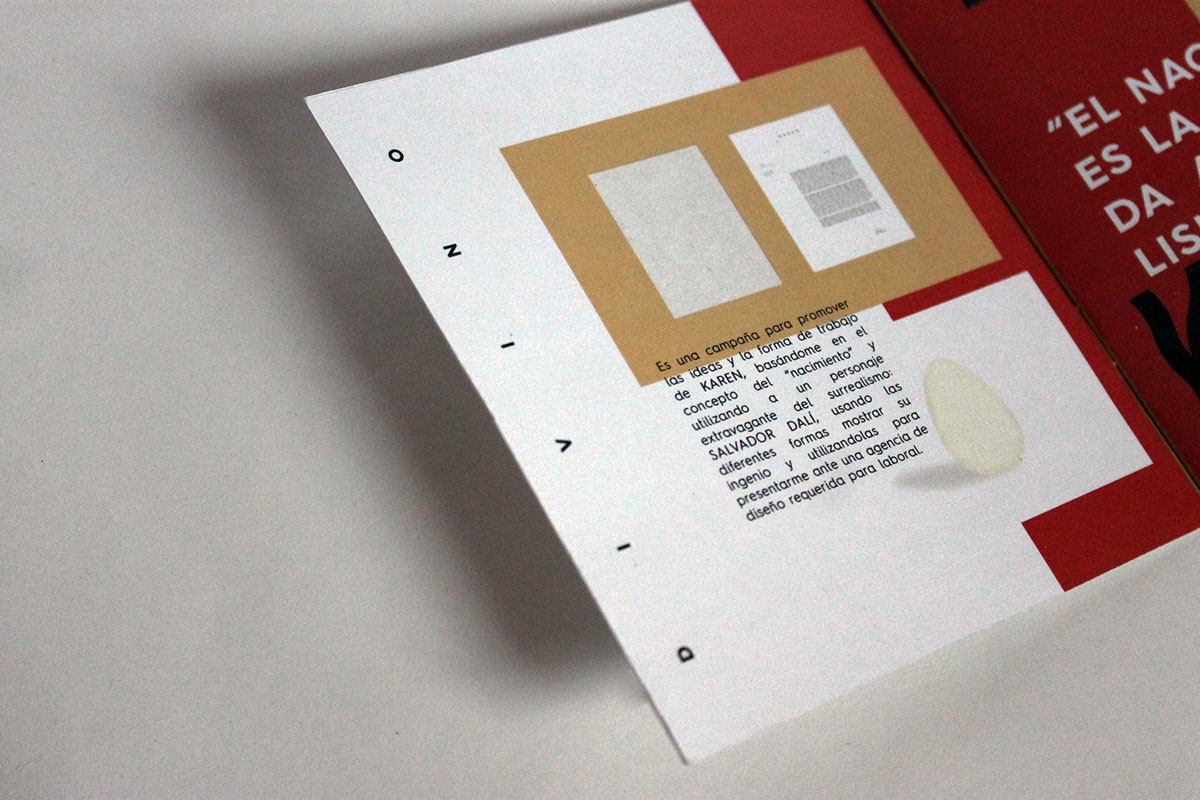 D I V I N O
Es una campaña para promover
las ideas y la forma de trabajo
de KAREN, basándome en el
concepto del "nacimiento" y
utilizando a un personaje
extravagante del surrealismo:
SALVADOR DALÍ, usando las
diferentes formas mostrar su
ingenio y utilizandolas para
presentarme ante una agencia de
diseño requerida para laboral.
“EL NAC
ES LA
DA
LIS